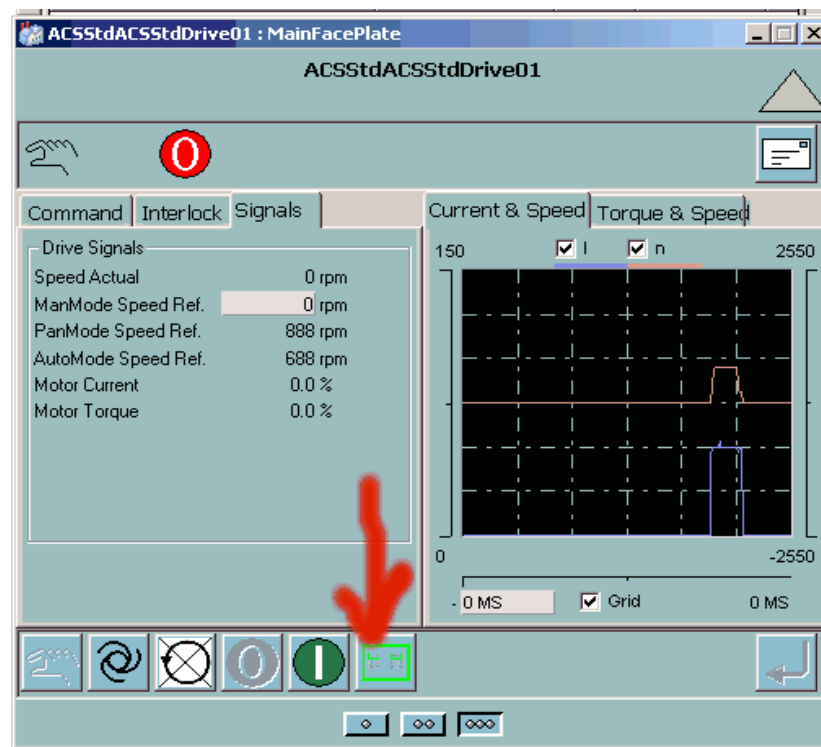 ACSStdACSStdDrive01 : MainFacePlate
ACSStdACSStdDrive01
0
Command Interlock Signals
Current & Speed Torque & Speed
Drive Signals
Speed Actual 0 rpm
ManMode Speed Ref. 0 rpm
PanMode Speed Ref. 888 rpm
AutoMode Speed Ref. 688 rpm
Motor Current 0.0 %
Motor Torque 0.0 %
150 I n 2550
0 -2550
- 0 MS Grid 0 MS
0 I